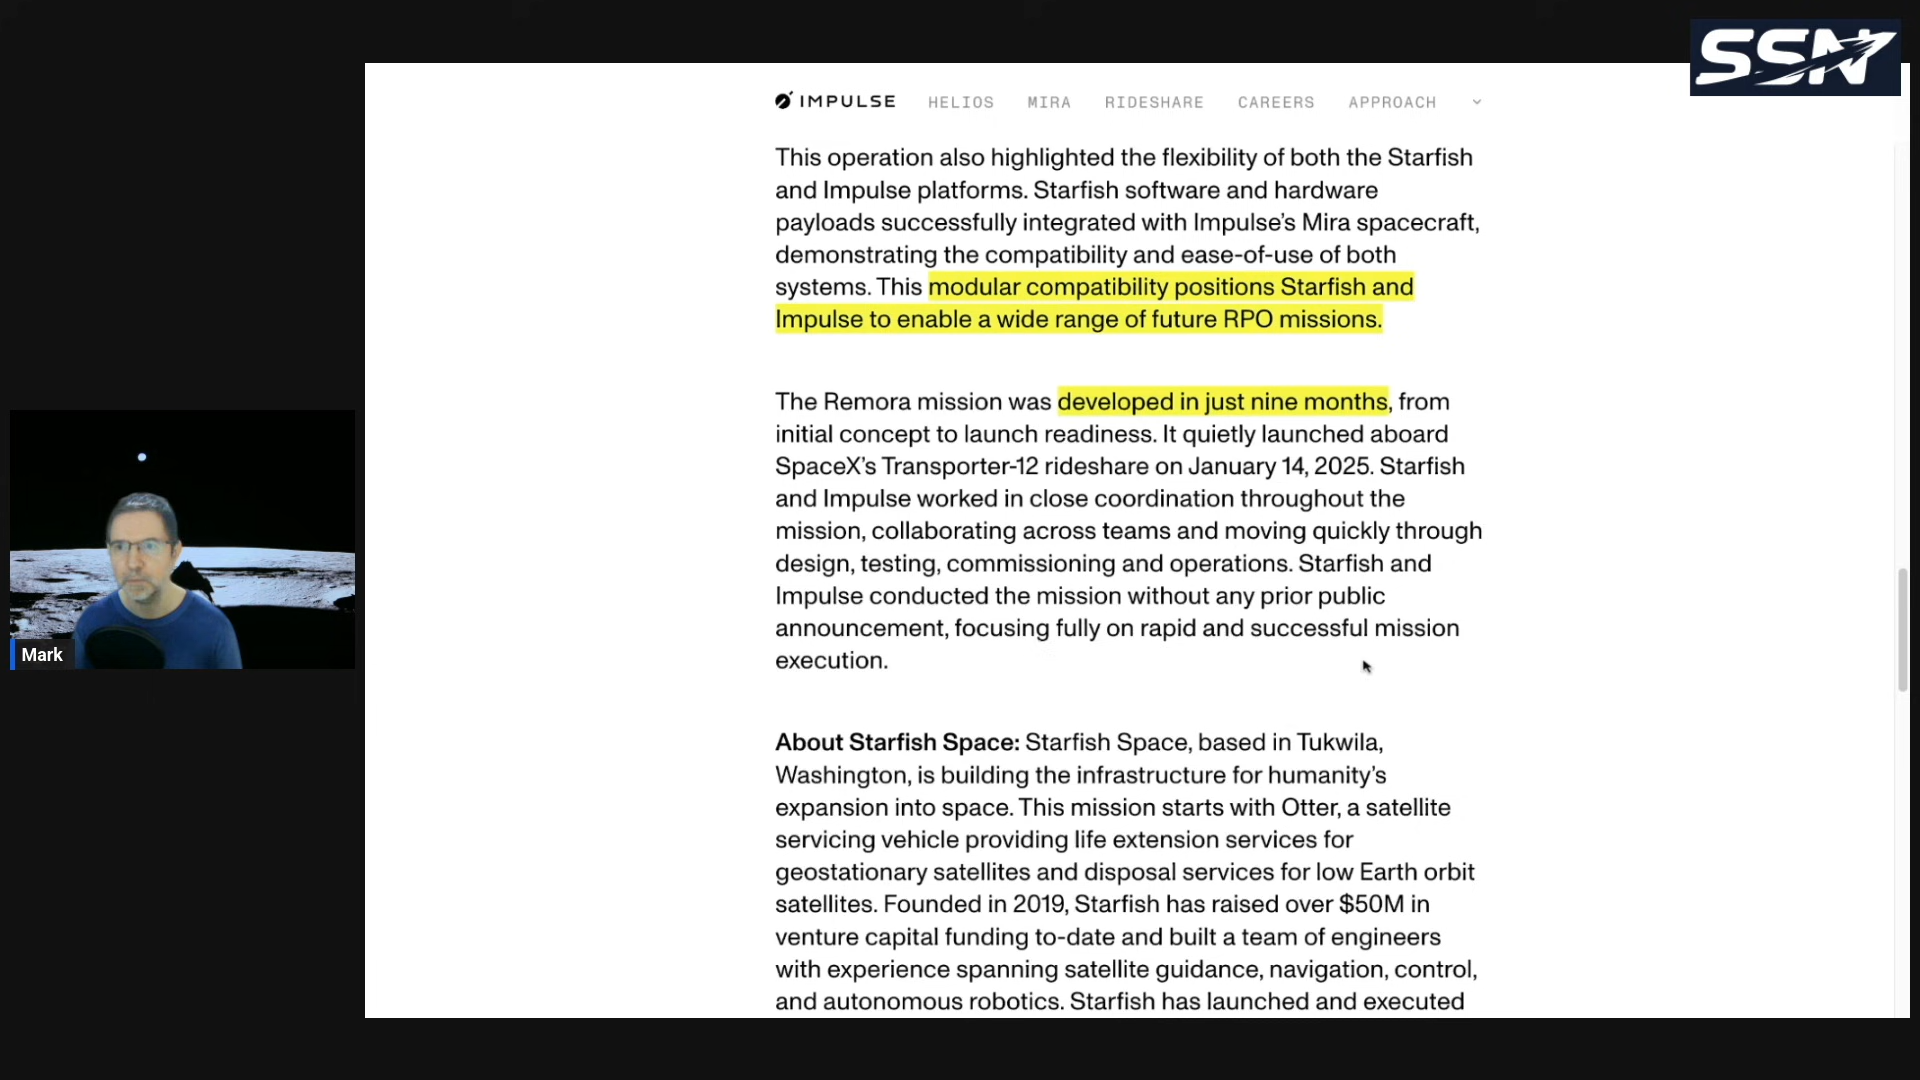 SSN
IMPULSE HELIOS MIRA RIDESHARE CAREERS APPROACH
This operation also highlighted the flexibility of both the Starfish
and Impulse platforms. Starfish software and hardware
payloads successfully integrated with Impulse’s Mira spacecraft,
demonstrating the compatibility and ease-of-use of both
systems. This modular compatibility positions Starfish and
Impulse to enable a wide range of future RPO missions.
The Remora mission was developed in just nine months, from
initial concept to launch readiness. It quietly launched aboard
SpaceX’s Transporter-12 rideshare on January 14, 2025. Starfish
and Impulse worked in close coordination throughout the
mission, collaborating across teams and moving quickly through
design, testing, commissioning and operations. Starfish and
Impulse conducted the mission without any prior public
announcement, focusing fully on rapid and successful mission
execution.
About Starfish Space: Starfish Space, based in Tukwila,
Washington, is building the infrastructure for humanity’s
expansion into space. This mission starts with Otter, a satellite
servicing vehicle providing life extension services for
geostationary satellites and disposal services for low Earth orbit
satellites. Founded in 2019, Starfish has raised over $50M in
venture capital funding to-date and built a team of engineers
with experience spanning satellite guidance, navigation, control,
and autonomous robotics. Starfish has launched and executed
Mark